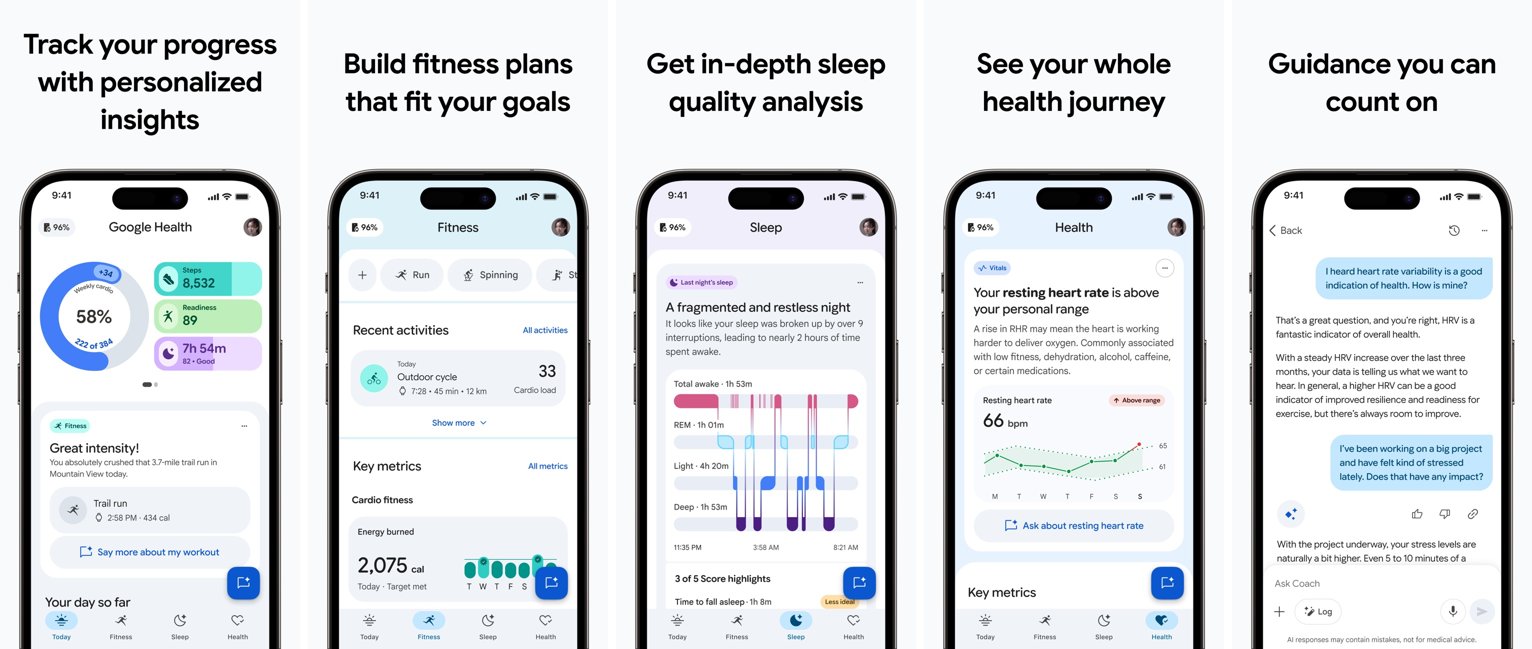 Track your progress
with personalized
insights
9:41
96%
Google Health
+34
Weekly cardio
58%
222 of 384
Steps
8,532
Readiness
89
7h 54m
82 • Good
Fitness
Great intensity!
You absolutely crushed that 3.7-mile trail run in
Mountain View today.
Trail run
2:58 PM · 434 cal
Say more about my workout
Your day so far
Today
Fitness
Sleep
Health
Build fitness plans
that fit your goals
9:41
96%
Fitness
Run
Spinning
St
Recent activities
All activities
Today
Outdoor cycle
7:28 • 45 min • 12 km
33
Cardio load
Show more
Key metrics
All metrics
Cardio fitness
Energy burned
2,075 cal
Today · Target met
T W T F S
Today
Fitness
Sleep
Health
Get in-depth sleep
quality analysis
9:41
96%
Sleep
Last night's sleep
A fragmented and restless night
It looks like your sleep was broken up by over 9
interruptions, leading to nearly 2 hours of time
spent awake.
Total awake · 1h 53m
REM · 1h 01m
Light · 4h 20m
Deep · 1h 53m
11:35 PM
3:58 AM
8:21 AM
3 of 5 Score highlights
Time to fall asleep · 1h 8m
Less ideal
Today
Fitness
Sleep
Health
See your whole
health journey
9:41
96%
Health
Vitals
Your resting heart rate is above
your personal range
A rise in RHR may mean the heart is working
harder to deliver oxygen. Commonly associated
with low fitness, dehydration, alcohol, caffeine,
or certain medications.
Resting heart rate
Above range
66 bpm
65
61
M T W T F S S
Ask about resting heart rate
Key metrics
Today
Fitness
Sleep
Health
Guidance you can
count on
9:41
Back
I heard heart rate variability is a good
indication of health. How is mine?
That's a great question, and you're right, HRV is a
fantastic indicator of overall health.
With a steady HRV increase over the last three
months, your data is telling us what we want to
hear. In general, a higher HRV can be a good
indicator of improved resilience and readiness for
exercise, but there's always room to improve.
I've been working on a big project
and have felt kind of stressed
lately. Does that have any impact?
With the project underway, your stress levels are
naturally a bit higher. Even 5 to 10 minutes of a
Ask Coach
Log
AI responses may contain mistakes, not for medical advice.